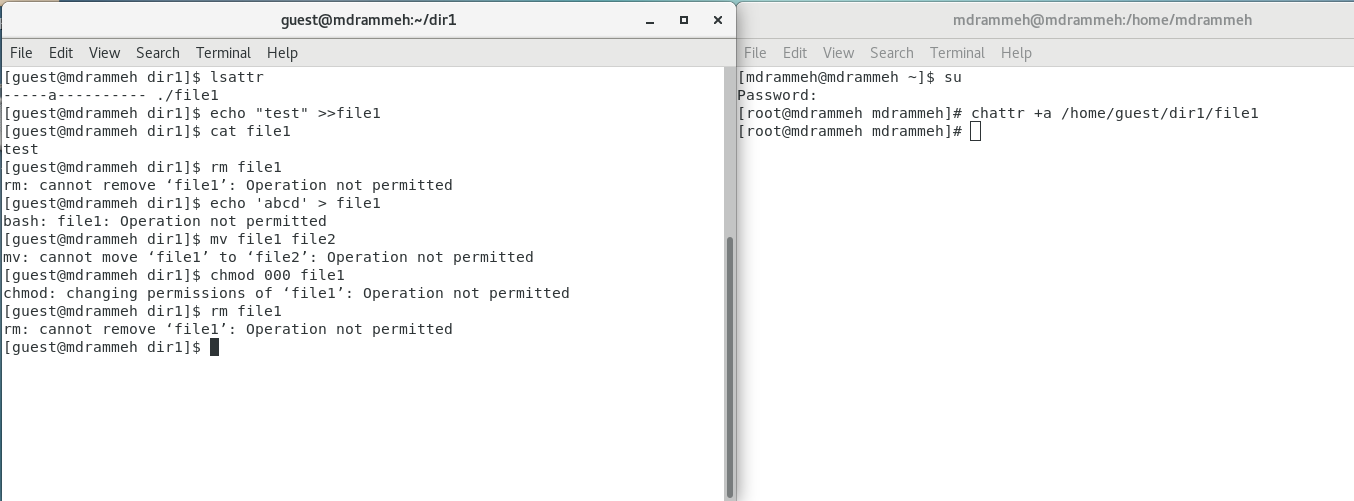 guest@mdrammeh:~/dir1
File Edit View Search Terminal Help
[guest@mdrammeh dir1]$ lsattr
-----a---------- ./file1
[guest@mdrammeh dir1]$ echo "test" >>file1
[guest@mdrammeh dir1]$ cat file1
test
[guest@mdrammeh dir1]$ rm file1
rm: cannot remove ‘file1’: Operation not permitted
[guest@mdrammeh dir1]$ echo 'abcd' > file1
bash: file1: Operation not permitted
[guest@mdrammeh dir1]$ mv file1 file2
mv: cannot move ‘file1’ to ‘file2’: Operation not permitted
[guest@mdrammeh dir1]$ chmod 000 file1
chmod: changing permissions of ‘file1’: Operation not permitted
[guest@mdrammeh dir1]$ rm file1
rm: cannot remove ‘file1’: Operation not permitted
[guest@mdrammeh dir1]$
mdrammeh@mdrammeh:/home/mdrammeh
File Edit View Search Terminal Help
[mdrammeh@mdrammeh ~]$ su
Password:
[root@mdrammeh mdrammeh]# chattr +a /home/guest/dir1/file1
[root@mdrammeh mdrammeh]#